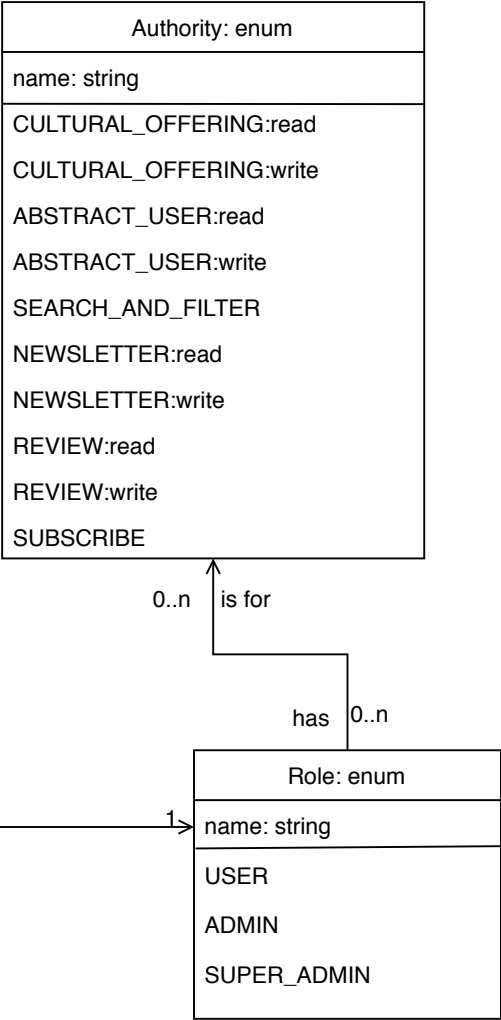 Authority: enum
name: string
CULTURAL_OFFERING:read
CULTURAL_OFFERING:write
ABSTRACT_USER:read
ABSTRACT_USER:write
SEARCH_AND_FILTER
NEWSLETTER:read
NEWSLETTER:write
REVIEW:read
REVIEW:write
SUBSCRIBE
0..n is for
has 0..n
Role: enum
1
name: string
USER
ADMIN
SUPER_ADMIN